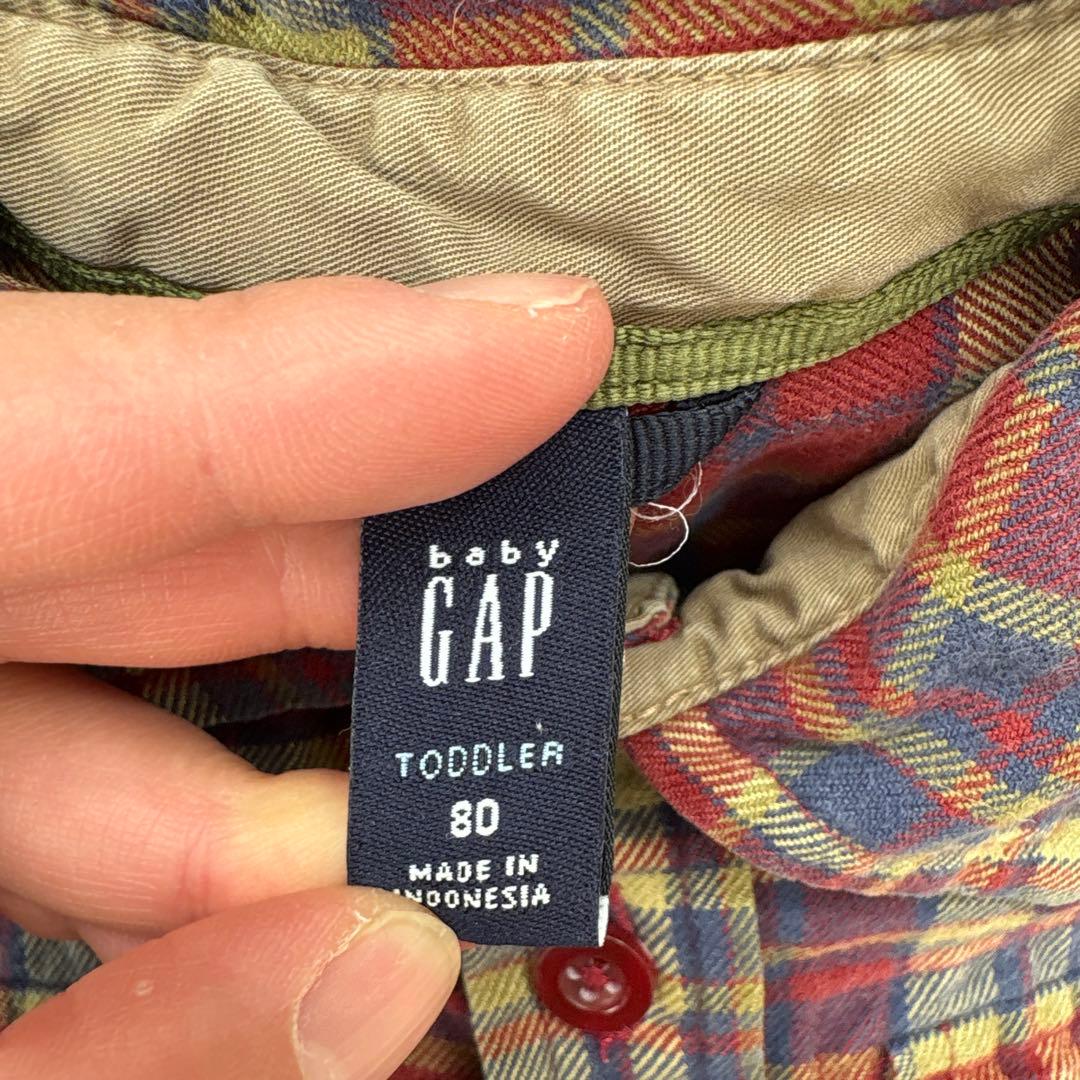 baby
GAP
TODDLER
80
MADE IN
INDONESIA